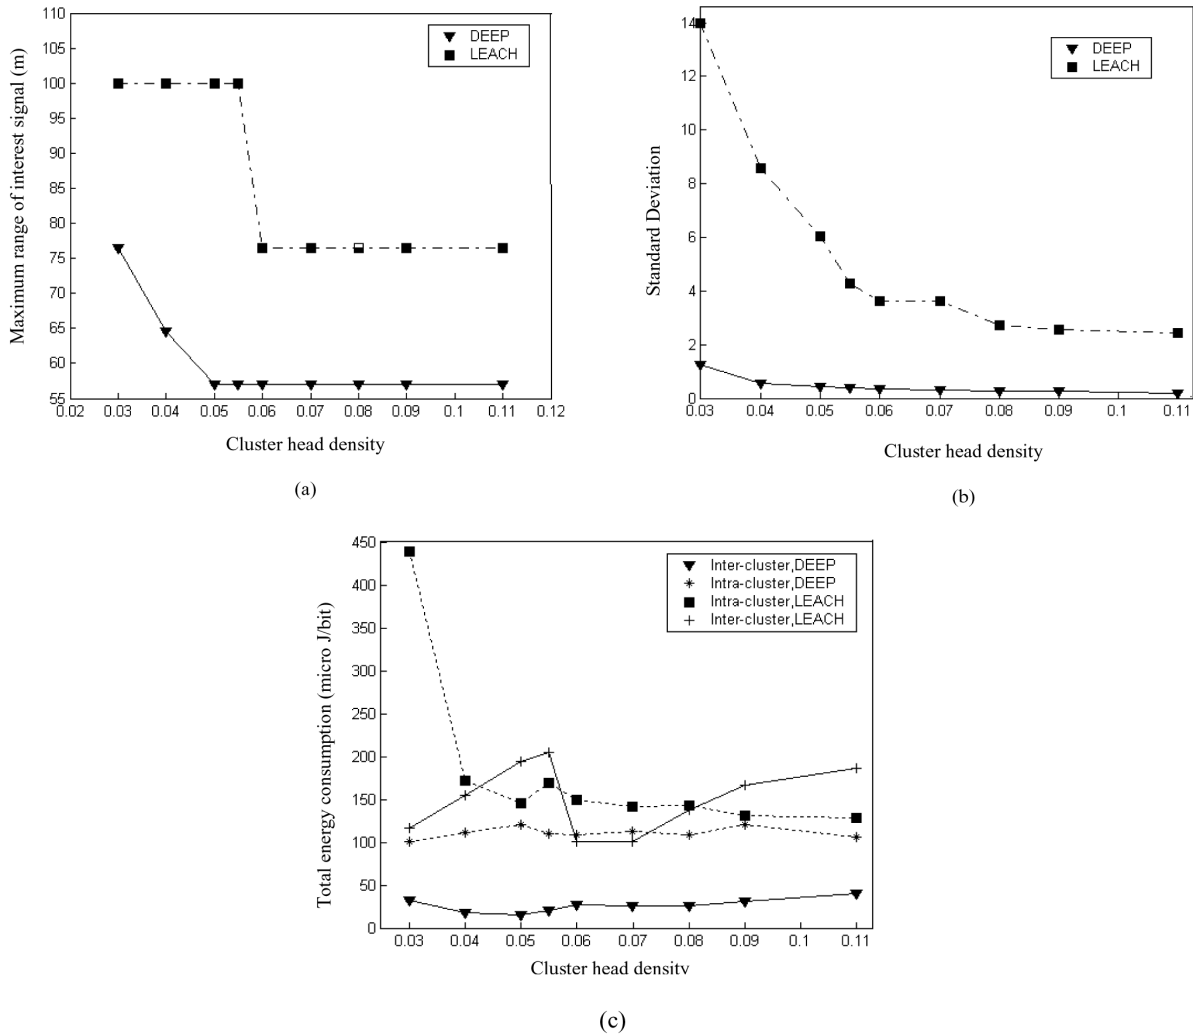 110
105
100
95
90
85
80
75
70
65
60
55
Maximum range of interest signal (m)
DEEP
LEACH
0.02 0.03 0.04 0.05 0.06 0.07 0.08 0.09 0.1 0.11 0.12
Cluster head density
(a)
14
12
10
8
6
4
2
0
Standard Deviation
DEEP
LEACH
0.03 0.04 0.05 0.06 0.07 0.08 0.09 0.1 0.11
Cluster head density
(b)
450
400
350
300
250
200
150
100
50
0
Total energy consumption (micro J/bit)
Inter-cluster,DEEP
Intra-cluster,DEEP
Intra-cluster,LEACH
Inter-cluster,LEACH
0.03 0.04 0.05 0.06 0.07 0.08 0.09 0.1 0.11
Cluster head density
(c)